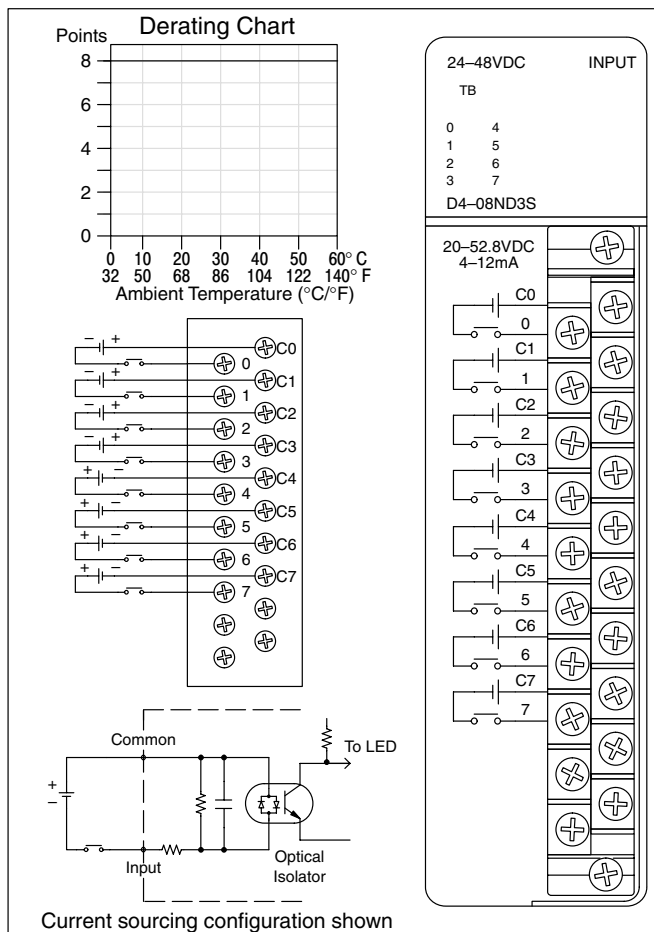 Derating Chart
Points
8
6
4
2
0
0 10 20 30 40 50 60° C
32 50 68 86 104 122 140° F
Ambient Temperature (°C/°F)
– + C0
0
– + C1
1
– + C2
2
– + C3
3
+ – C4
4
+ – C5
5
+ – C6
6
+ – C7
7
Common
To LED
+
–
Input
Optical
Isolator
Current sourcing configuration shown
24–48VDC INPUT
TB
0 4
1 5
2 6
3 7
D4–08ND3S
20–52.8VDC
4–12mA
C0
0
C1
1
C2
2
C3
3
C4
4
C5
5
C6
6
C7
7